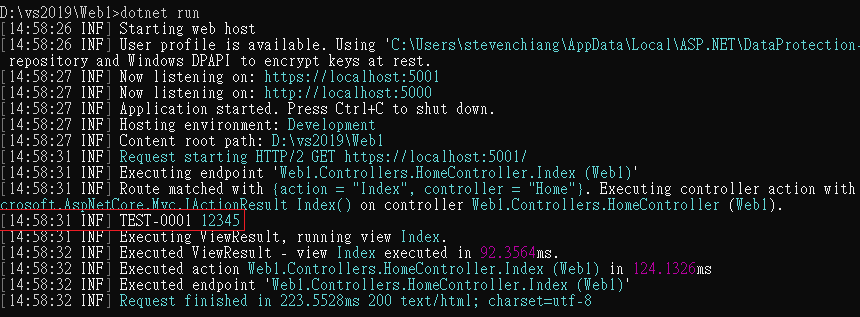 D:\vs2019\Web1>dotnet run
[14:58:26 INF] Starting web host
[14:58:26 INF] User profile is available. Using 'C:\Users\stevenchiang\AppData\Local\ASP.NET\DataProtection-
 repository and Windows DPAPI to encrypt keys at rest.
[14:58:27 INF] Now listening on: https://localhost:5001
[14:58:27 INF] Now listening on: http://localhost:5000
[14:58:27 INF] Application started. Press Ctrl+C to shut down.
[14:58:27 INF] Hosting environment: Development
[14:58:27 INF] Content root path: D:\vs2019\Web1
[14:58:31 INF] Request starting HTTP/2 GET https://localhost:5001/
[14:58:31 INF] Executing endpoint 'Web1.Controllers.HomeController.Index (Web1)'
[14:58:31 INF] Route matched with {action = "Index", controller = "Home"}. Executing controller action with
crosoft.AspNetCore.Mvc.IActionResult Index() on controller Web1.Controllers.HomeController (Web1).
[14:58:31 INF] TEST-0001 12345
[14:58:31 INF] Executing ViewResult, running view Index.
[14:58:32 INF] Executed ViewResult - view Index executed in 92.3564ms.
[14:58:32 INF] Executed action Web1.Controllers.HomeController.Index (Web1) in 124.1326ms
[14:58:32 INF] Executed endpoint 'Web1.Controllers.HomeController.Index (Web1)'
[14:58:32 INF] Request finished in 223.5528ms 200 text/html; charset=utf-8